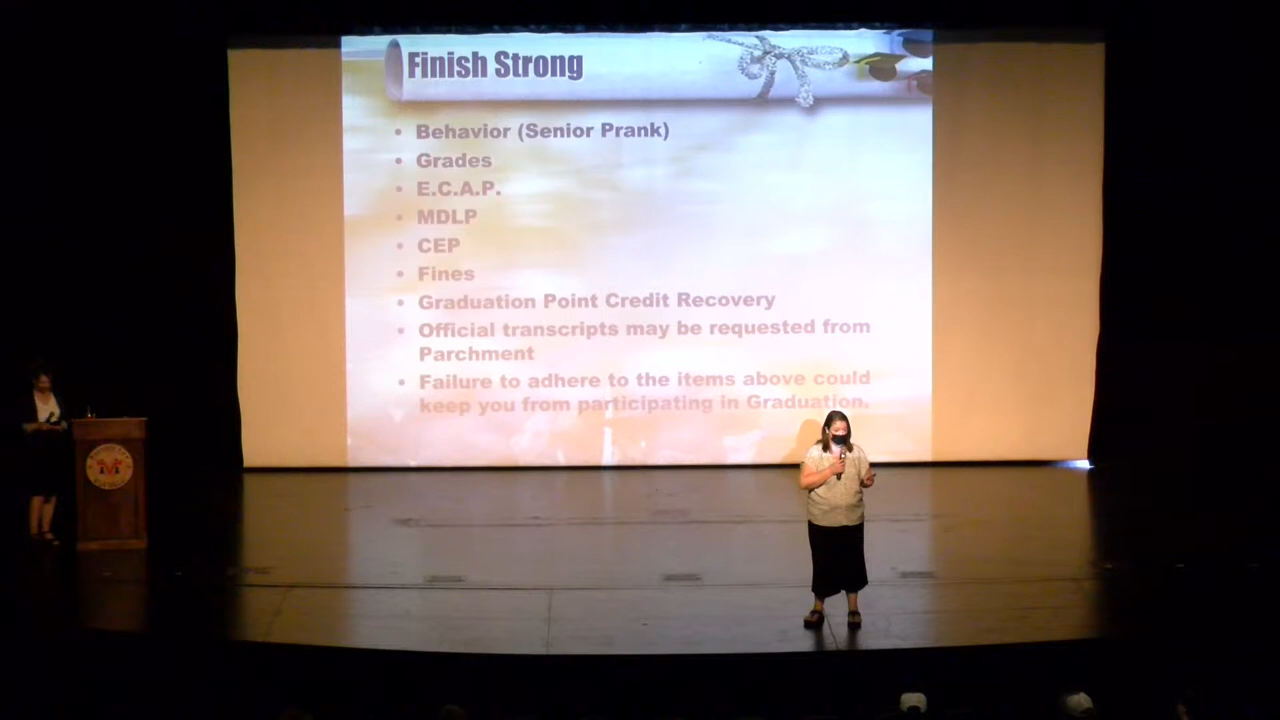 Finish Strong
• Behavior (Senior Prank)
• Grades
• E.C.A.P.
• MDLP
• CEP
• Fines
• Graduation Point Credit Recovery
• Official transcripts may be requested from
Parchment
• Failure to adhere to the items above could
keep you from participating in Graduation.